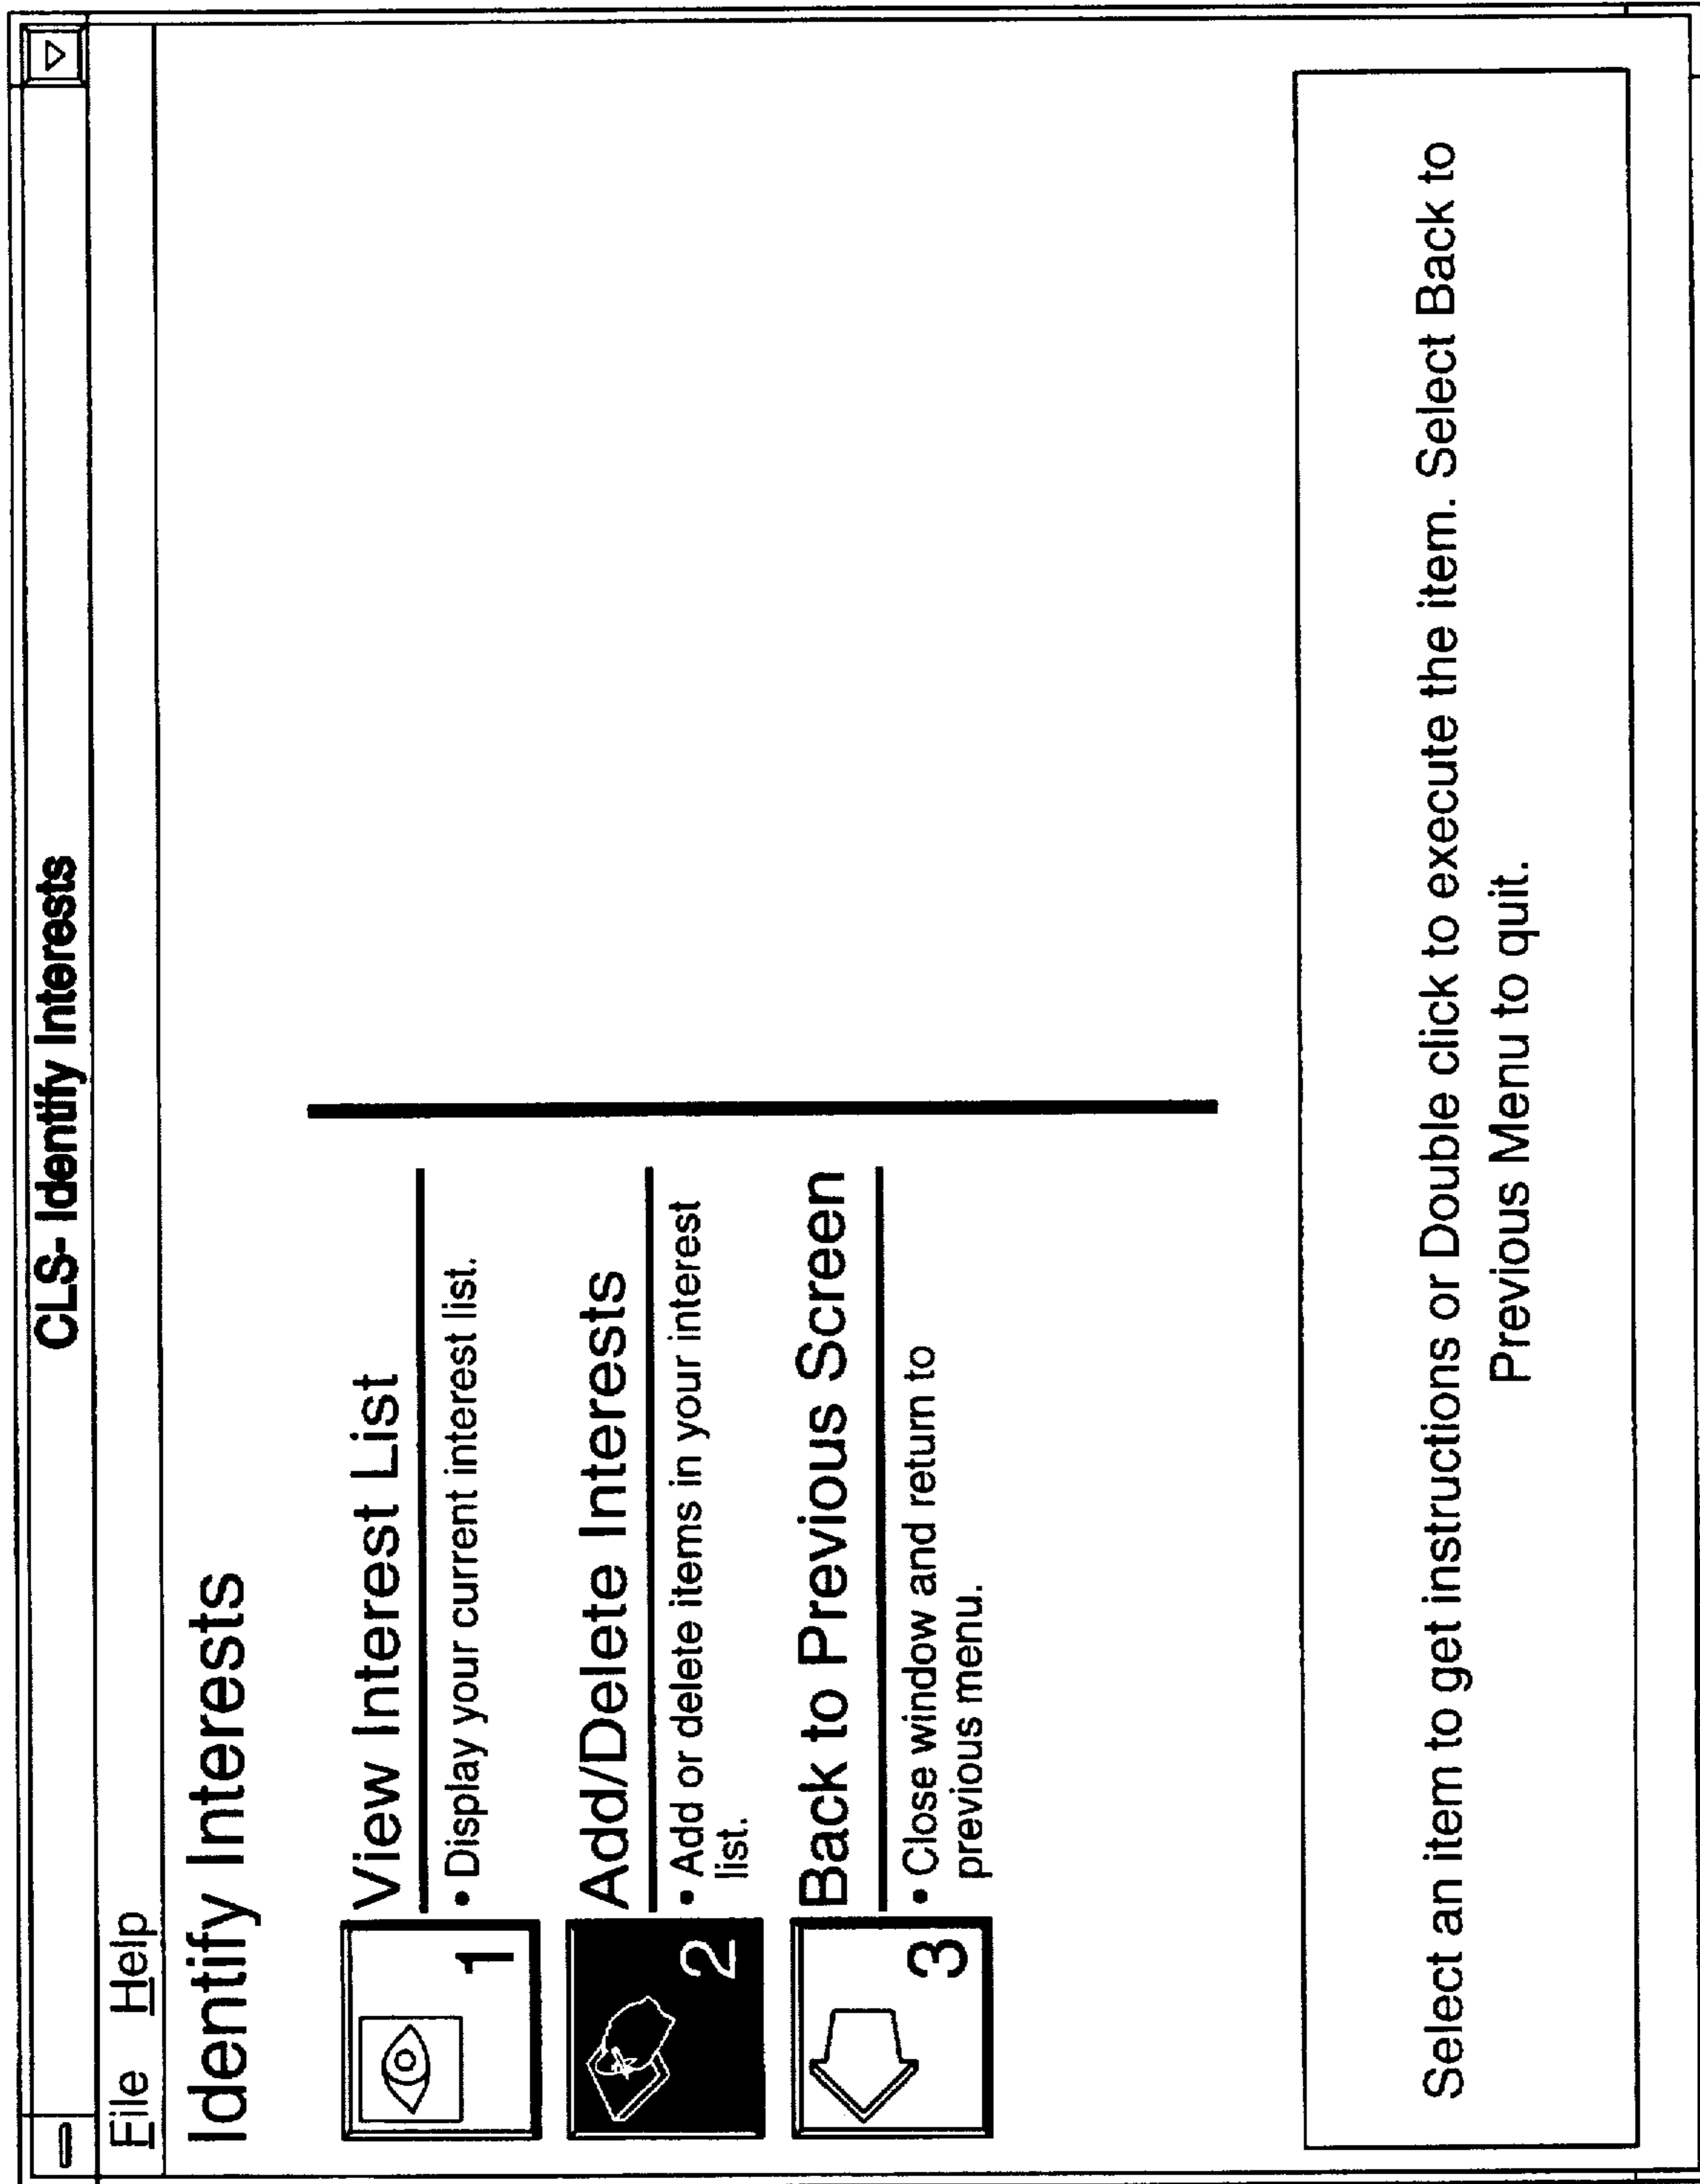 CLS- Identify Interests
File Help
Identify Interests
1
View Interest List
• Display your current interest list.
2
Add/Delete Interests
• Add or delete items in your interest
list.
3
Back to Previous Screen
• Close window and return to
previous menu.
Select an item to get instructions or Double click to execute the item. Select Back to
Previous Menu to quit.